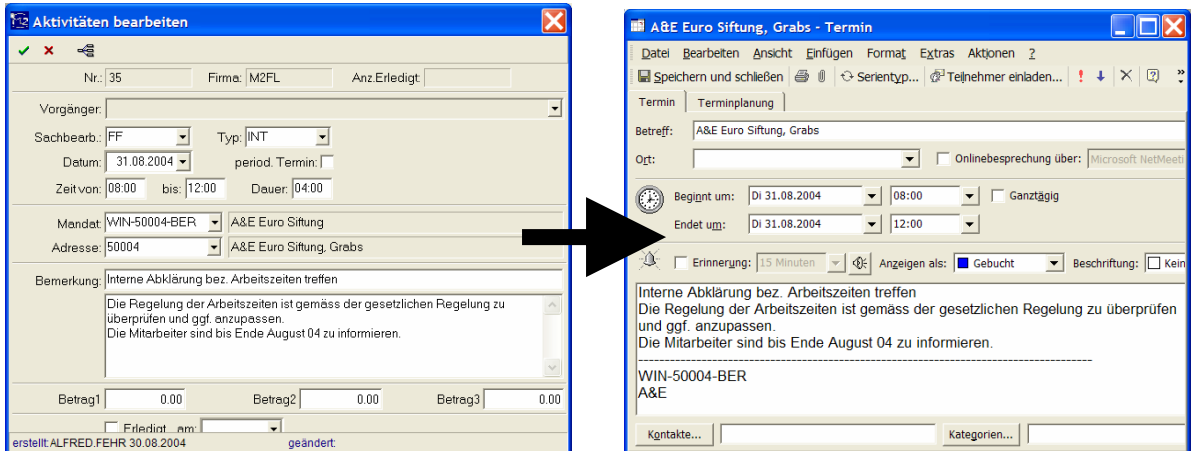 Aktivitäten bearbeiten
Nr.: 35 Firma: M2FL Anz.Erledigt:
Vorgänger:
Sachbearb.: FF Typ: INT
Datum: 31.08.2004 period. Termin:
Zeit von: 08:00 bis: 12:00 Dauer: 04:00
Mandat: WIN-50004-BER A&E Euro Siftung
Adresse: 50004 A&E Euro Siftung, Grabs
Bemerkung: Interne Abklärung bez. Arbeitszeiten treffen
Die Regelung der Arbeitszeiten ist gemäss der gesetzlichen Regelung zu
überprüfen und ggf. anzupassen.
Die Mitarbeiter sind bis Ende August 04 zu informieren.
Betrag1 0.00 Betrag2 0.00 Betrag3 0.00
Erledigt am:
erstellt:ALFRED.FEHR 30.08.2004 geändert:
A&E Euro Siftung, Grabs - Termin
Datei Bearbeiten Ansicht Einfügen Format Extras Aktionen ?
Speichern und schließen Serientyp... Teilnehmer einladen...
Termin Terminplanung
Betreff: A&E Euro Siftung, Grabs
Ort: Onlinebesprechung über: Microsoft NetMeeti
Beginnt um: Di 31.08.2004 08:00 Ganztägig
Endet um: Di 31.08.2004 12:00
Erinnerung: 15 Minuten Anzeigen als: Gebucht Beschriftung: Kein
Interne Abklärung bez. Arbeitszeiten treffen
Die Regelung der Arbeitszeiten ist gemäss der gesetzlichen Regelung zu überprüfen
und ggf. anzupassen.
Die Mitarbeiter sind bis Ende August 04 zu informieren.
--------------------------------------------------------------------------------
WIN-50004-BER
A&E
Kontakte... Kategorien...